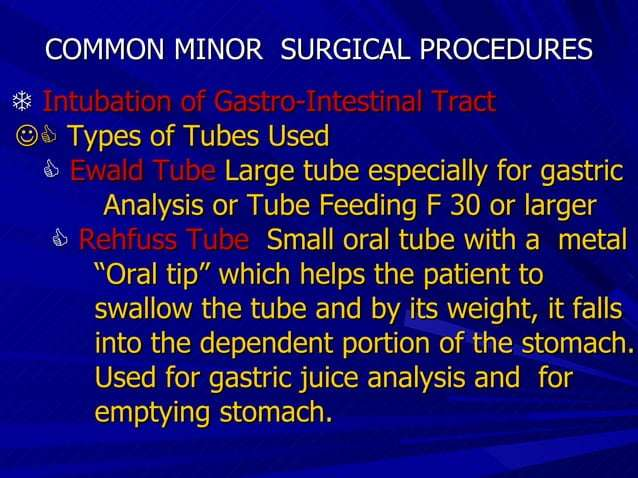 COMMON MINOR SURGICAL PROCEDURES
❄ Intubation of Gastro-Intestinal Tract
☺👍 Types of Tubes Used
Ewald Tube Large tube especially for gastric
Analysis or Tube Feeding F 30 or larger
Rehfuss Tube Small oral tube with a metal
“Oral tip” which helps the patient to
swallow the tube and by its weight, it falls
into the dependent portion of the stomach.
Used for gastric juice analysis and for
emptying stomach.